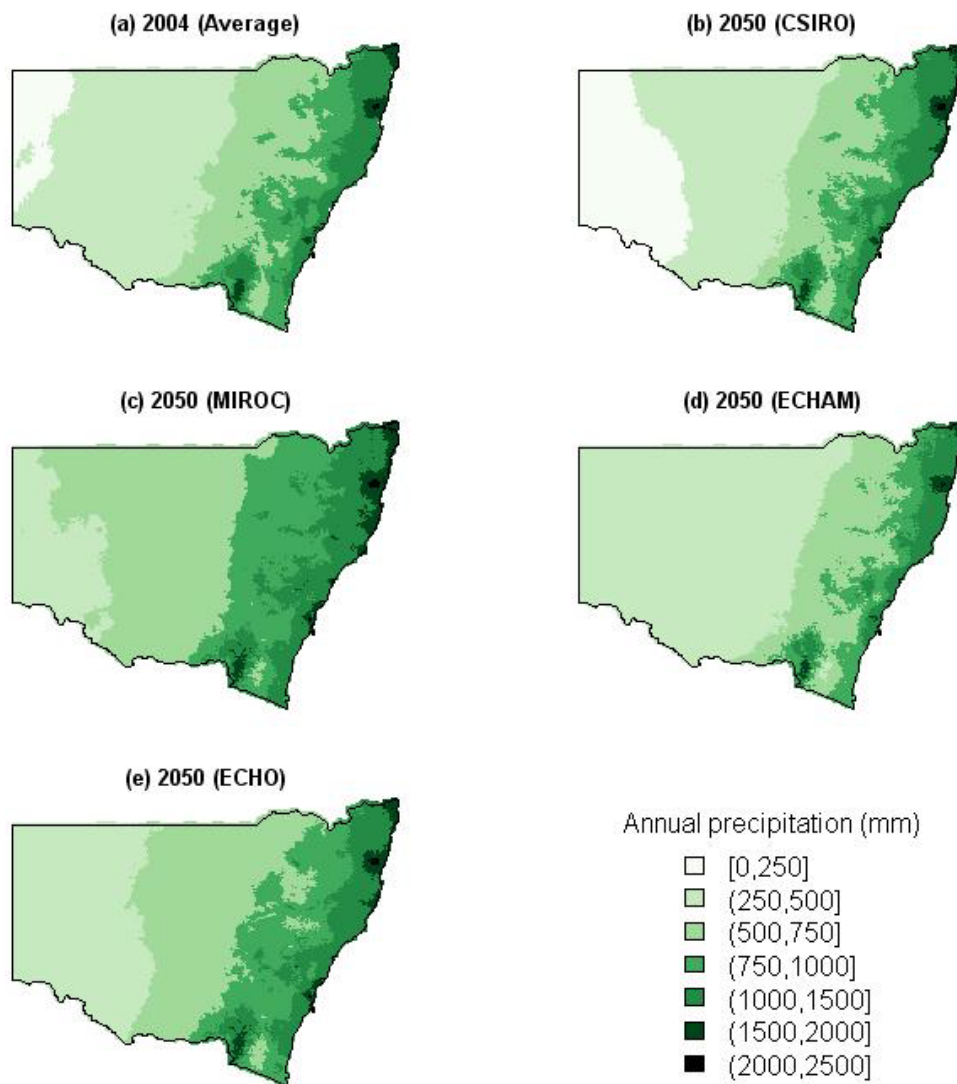 (a) 2004 (Average)
(b) 2050 (CSIRO)
(c) 2050 (MIROC)
(d) 2050 (ECHAM)
(e) 2050 (ECHO)
Annual precipitation (mm)
[0,250]
(250,500]
(500,750]
(750,1000]
(1000,1500]
(1500,2000]
(2000,2500]